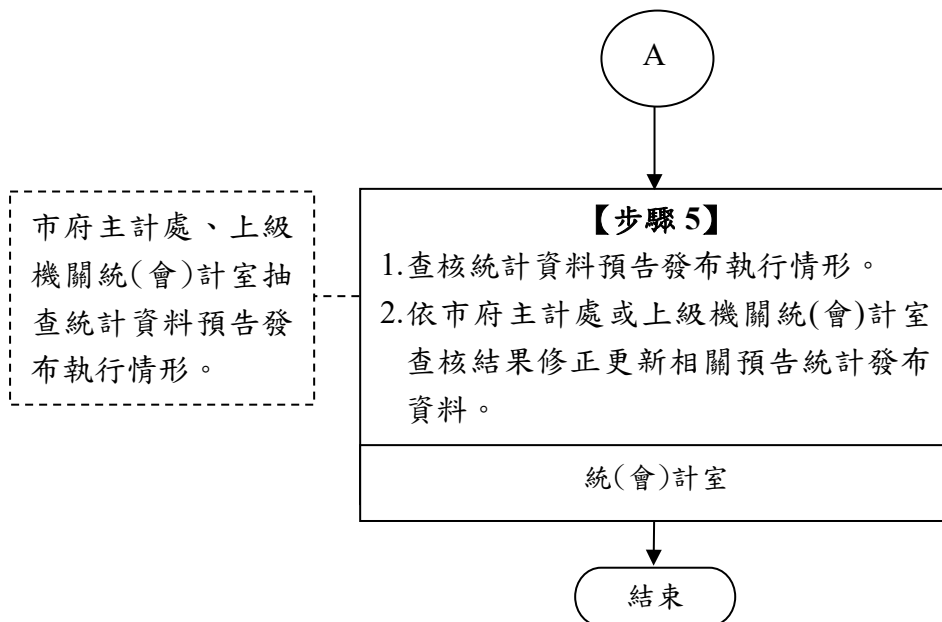 A
市府主計處、上級
機關統(會)計室抽
查統計資料預告發
布執行情形。
【步驟 5】
1.查核統計資料預告發布執行情形。
2.依市府主計處或上級機關統(會)計室
查核結果修正更新相關預告統計發布
資料。
統(會)計室
結束